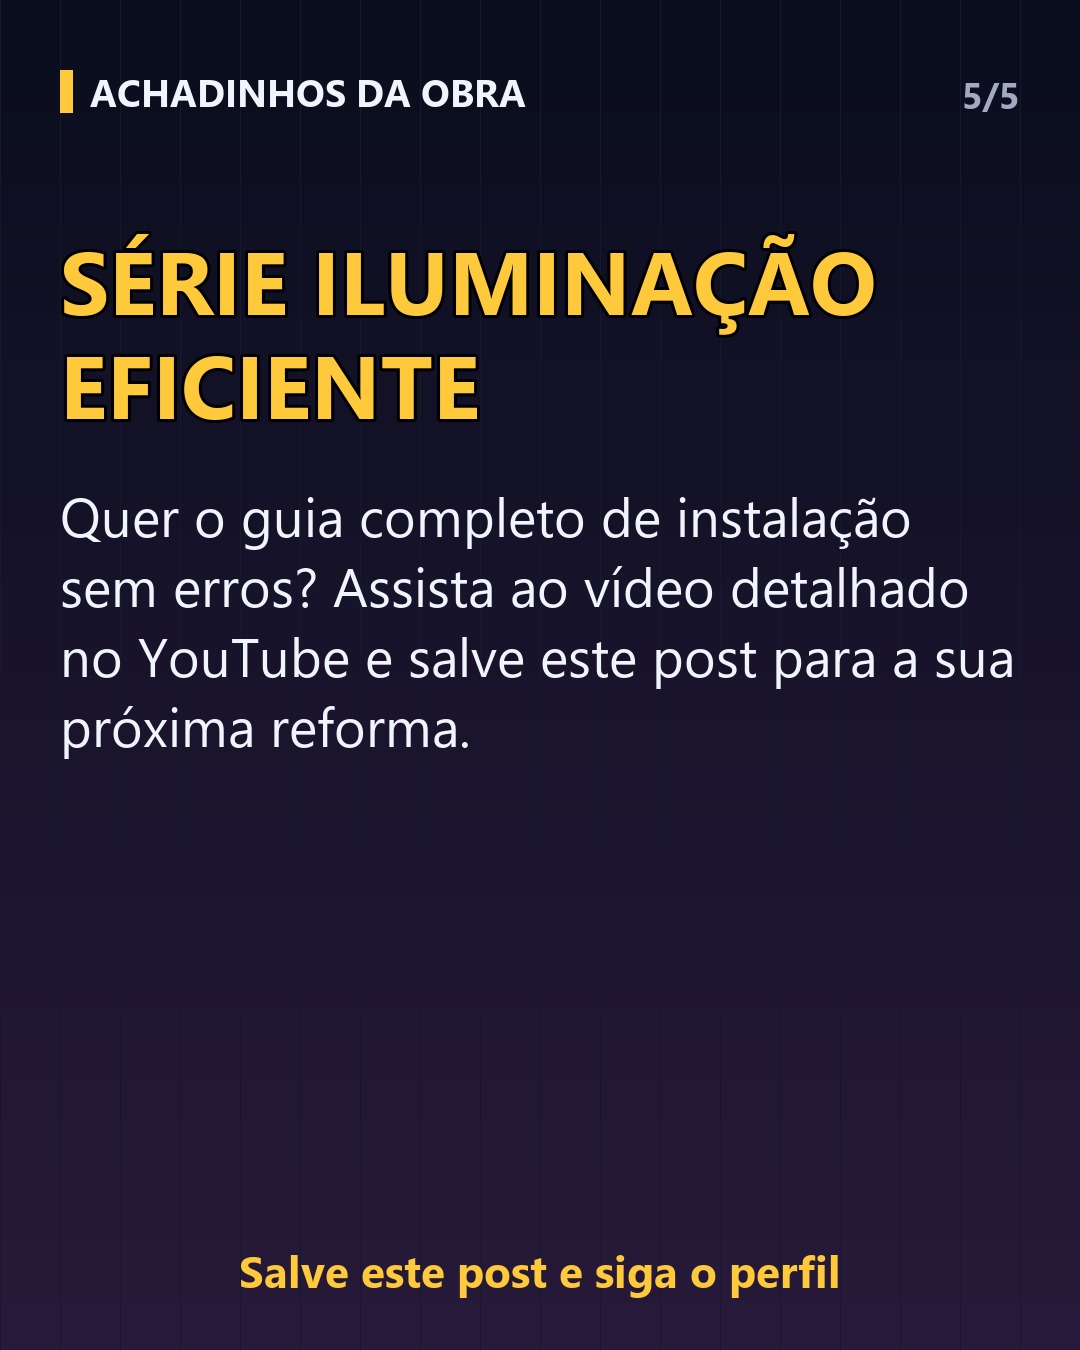 ACHADINHOS DA OBRA
5/5
SÉRIE ILUMINAÇÃO
EFICIENTE
Quer o guia completo de instalação
sem erros? Assista ao vídeo detalhado
no YouTube e salve este post para a sua
próxima reforma.
Salve este post e siga o perfil